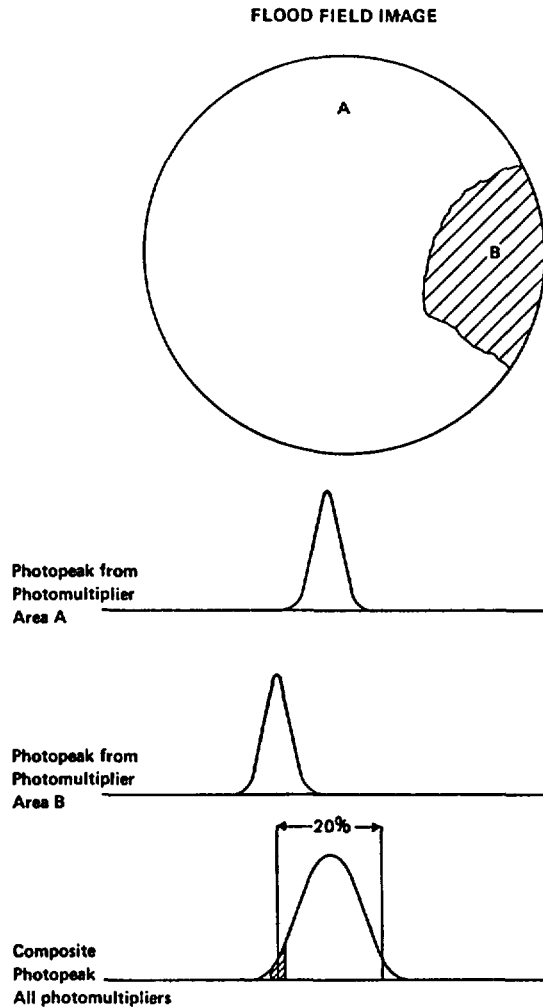 FLOOD FIELD IMAGE
A
B
Photopeak from
Photomultiplier
Area A
Photopeak from
Photomultiplier
Area B
20%
Composite
Photopeak
All photomultipliers